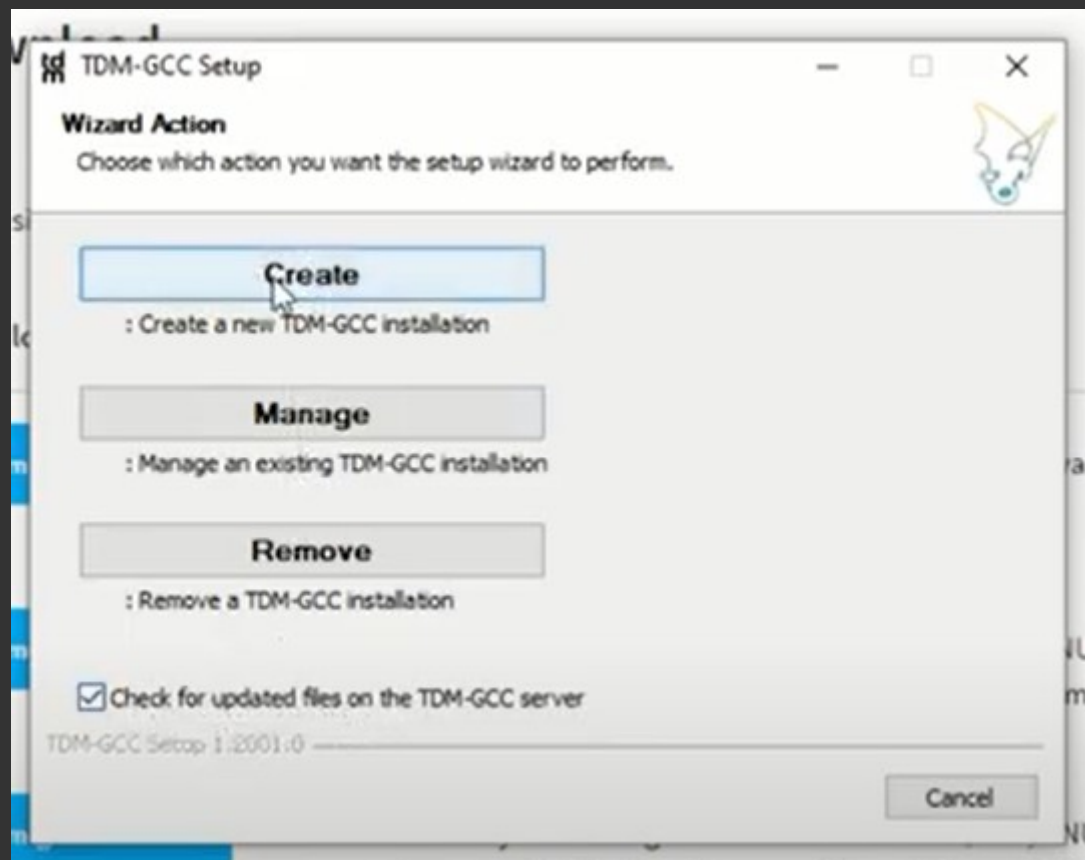 TDM-GCC Setup
Wizard Action
Choose which action you want the setup wizard to perform.
Create
: Create a new TDM-GCC installation
Manage
: Manage an existing TDM-GCC installation
Remove
: Remove a TDM-GCC installation
Check for updated files on the TDM-GCC server
TDM-GCC Setup 1.2001.0
Cancel